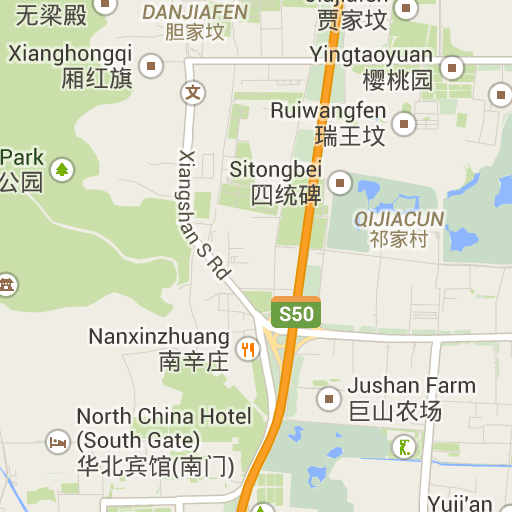 无梁殿
DANJIAFEN
胆家坟
贾家坟
Xianghongqi
厢红旗
Yingtaoyuan
樱桃园
文
Ruiwangfen
瑞王坟
Park
公园
Sitongbei
四统碑
QIJIACUN
祁家村
Xiangshan S Rd
S50
Nanxinzhuang
南辛庄
Jushan Farm
巨山农场
North China Hotel
(South Gate)
华北宾馆(南门)
Yuji'an